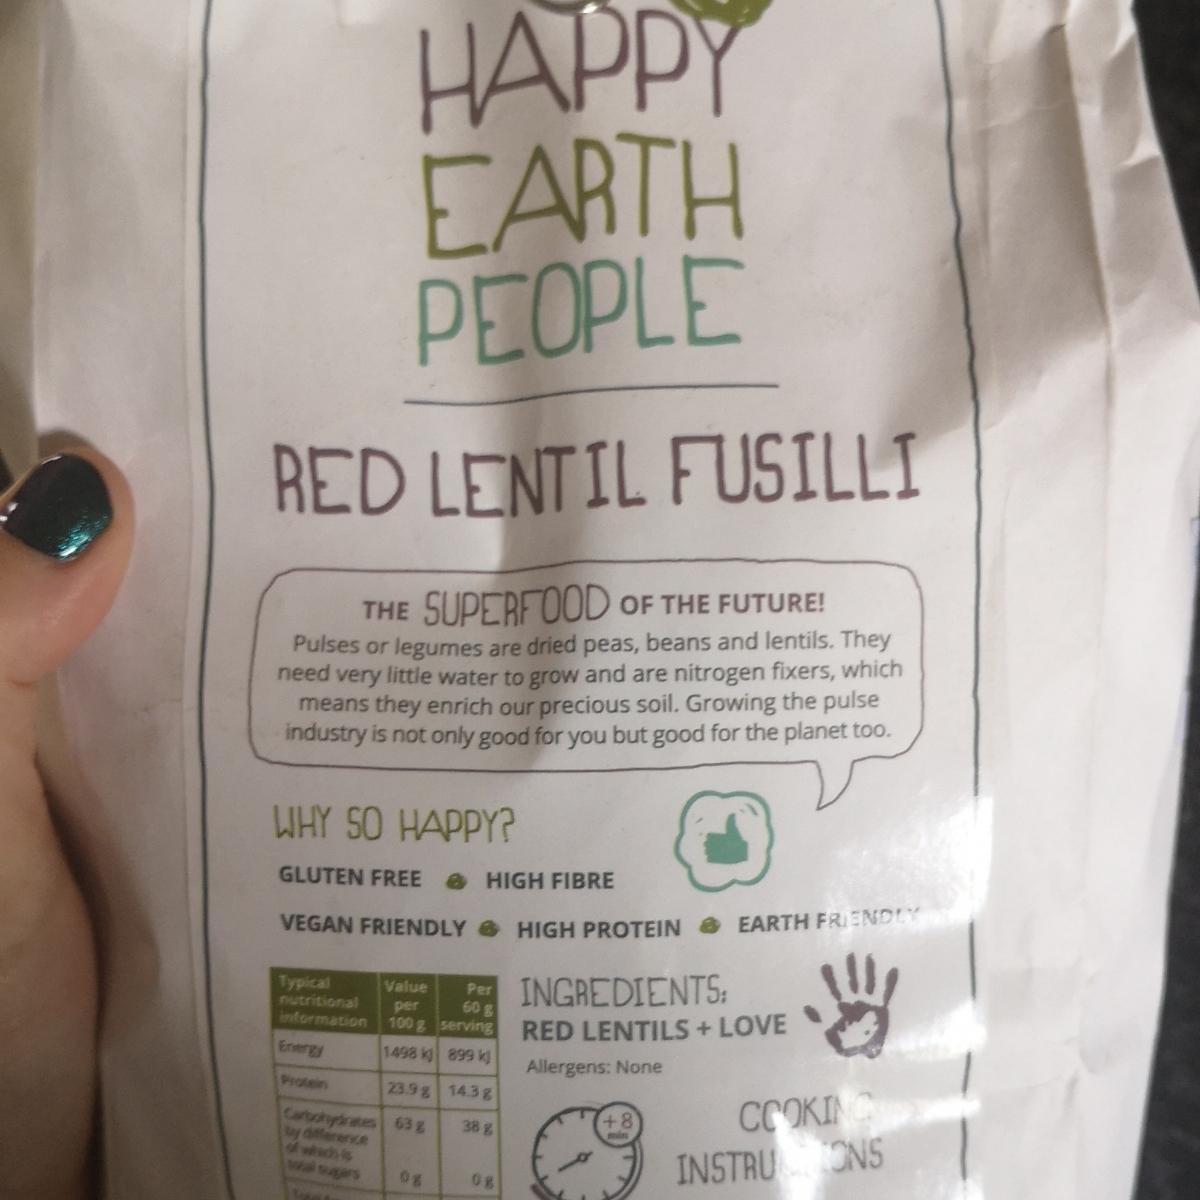 HAPPY
EARTH
PEOPLE
RED LENTIL FUSILLI
THE SUPERFOOD OF THE FUTURE!
Pulses or legumes are dried peas, beans and lentils. They
need very little water to grow and are nitrogen fixers, which
means they enrich our precious soil. Growing the pulse
industry is not only good for you but good for the planet too.
WHY SO HAPPY?
GLUTEN FREE HIGH FIBRE
VEGAN FRIENDLY HIGH PROTEIN EARTH FRIENDLY
Typical
nutritional
information
Value
per
100 g
Per
60 g
serving
Energy 1498 kJ 899 kJ
Protein 23.9 g 14.3 g
Carbohydrates 63 g 38 g
by difference
of which is
total sugars 0 g 0 g
INGREDIENTS:
RED LENTILS + LOVE
Allergens: None
+8
min
COOKING
INSTRUCTIONS